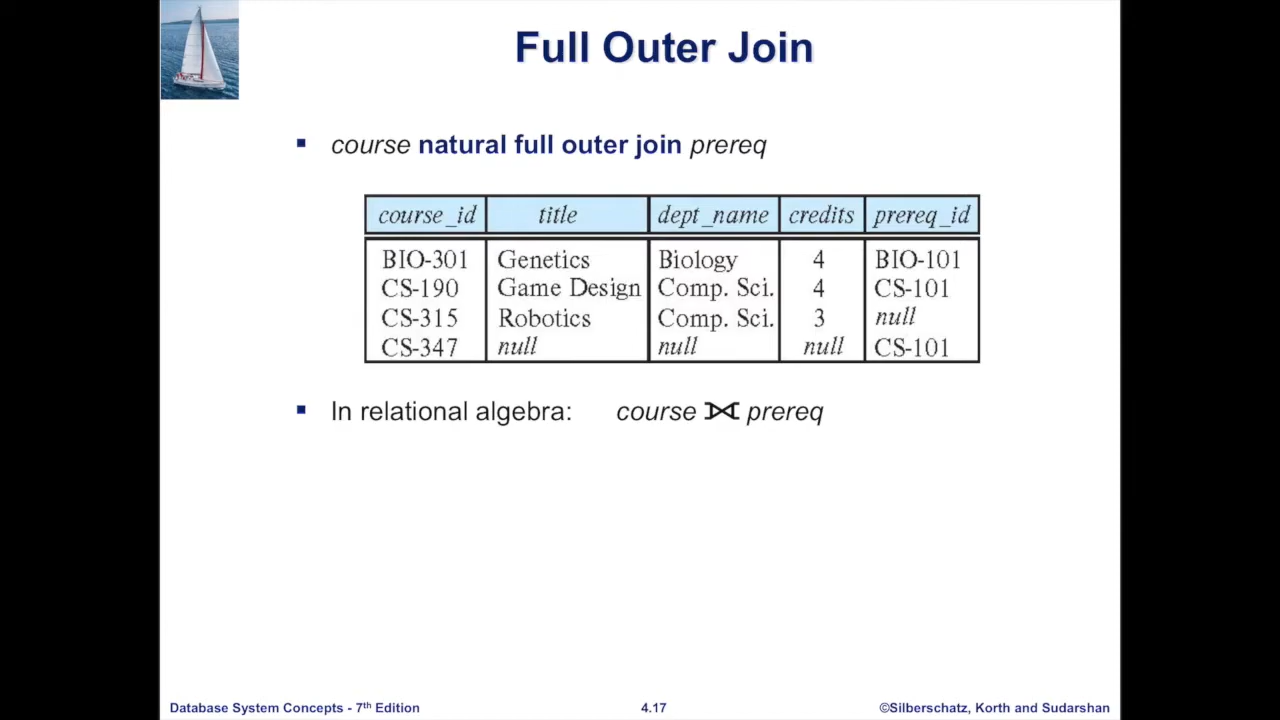 Full Outer Join
▪ course natural full outer join prereq
course_id title dept_name credits prereq_id
BIO-301 Genetics Biology 4 BIO-101
CS-190 Game Design Comp. Sci. 4 CS-101
CS-315 Robotics Comp. Sci. 3 null
CS-347 null null null CS-101
▪ In relational algebra: course ⟗ prereq
Database System Concepts - 7th Edition 4.17 ©Silberschatz, Korth and Sudarshan